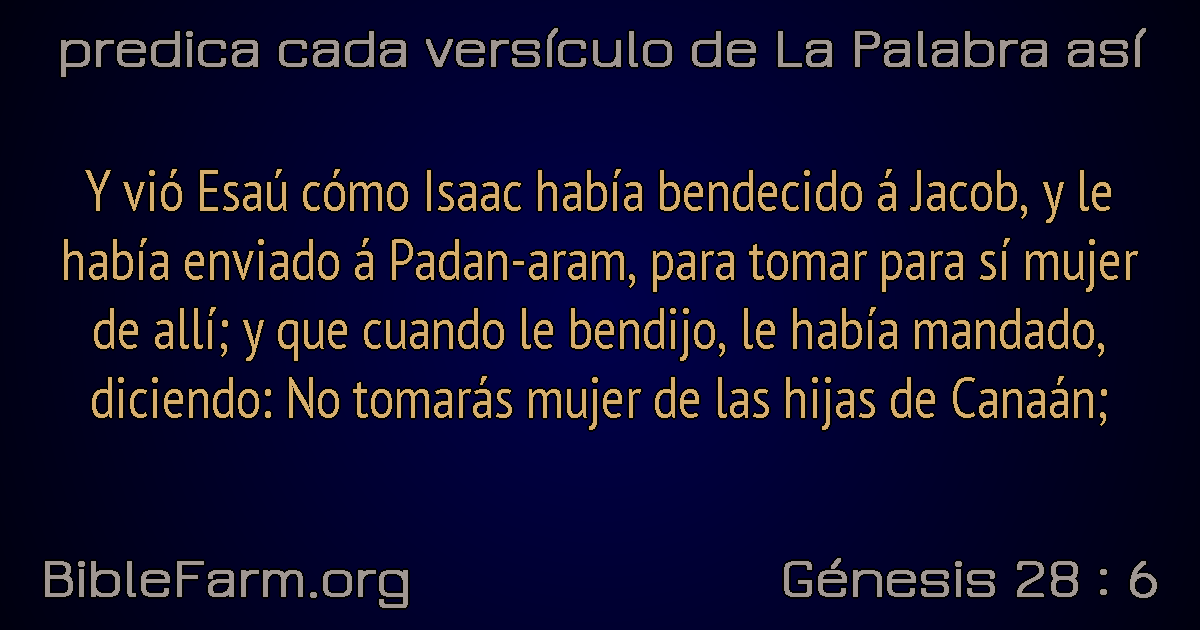 predica cada versículo de La Palabra así
Y vió Esaú cómo Isaac había bendecido á Jacob, y le
había enviado á Padan-aram, para tomar para sí mujer
de allí; y que cuando le bendijo, le había mandado,
diciendo: No tomarás mujer de las hijas de Canaán;
BibleFarm.org
Génesis 28 : 6